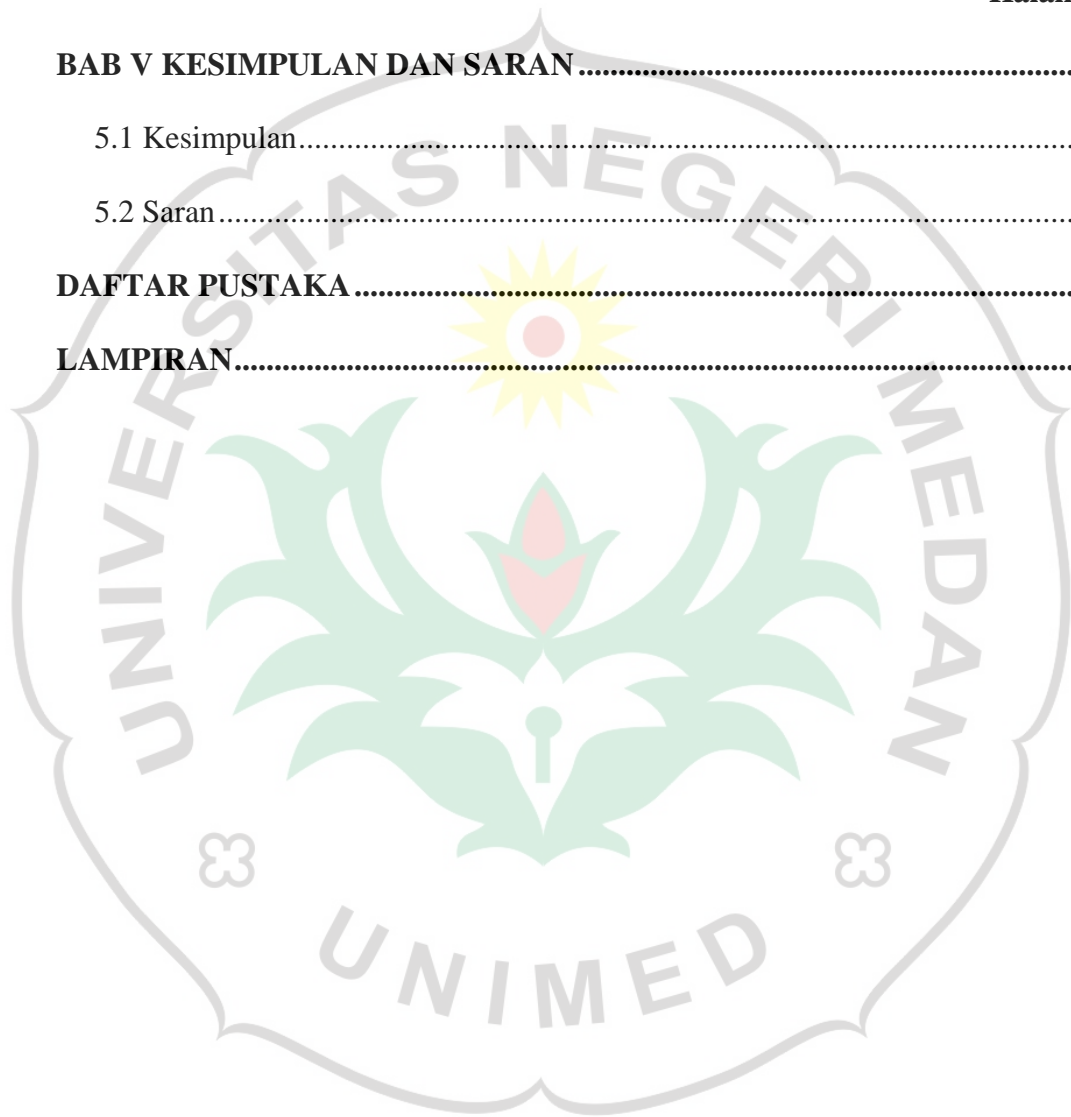 BAB V KESIMPULAN DAN SARAN
5.1 Kesimpulan
5.2 Saran
DAFTAR PUSTAKA
LAMPIRAN
UNIVERSITAS NEGERI MEDAN
UNIMED